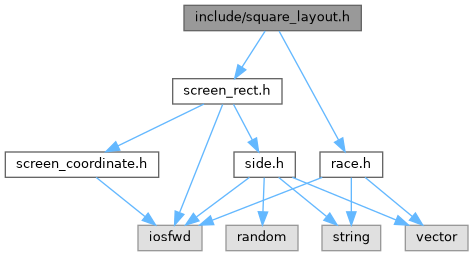 include/square_layout.h
screen_rect.h
screen_coordinate.h
side.h
race.h
iosfwd
random
string
vector